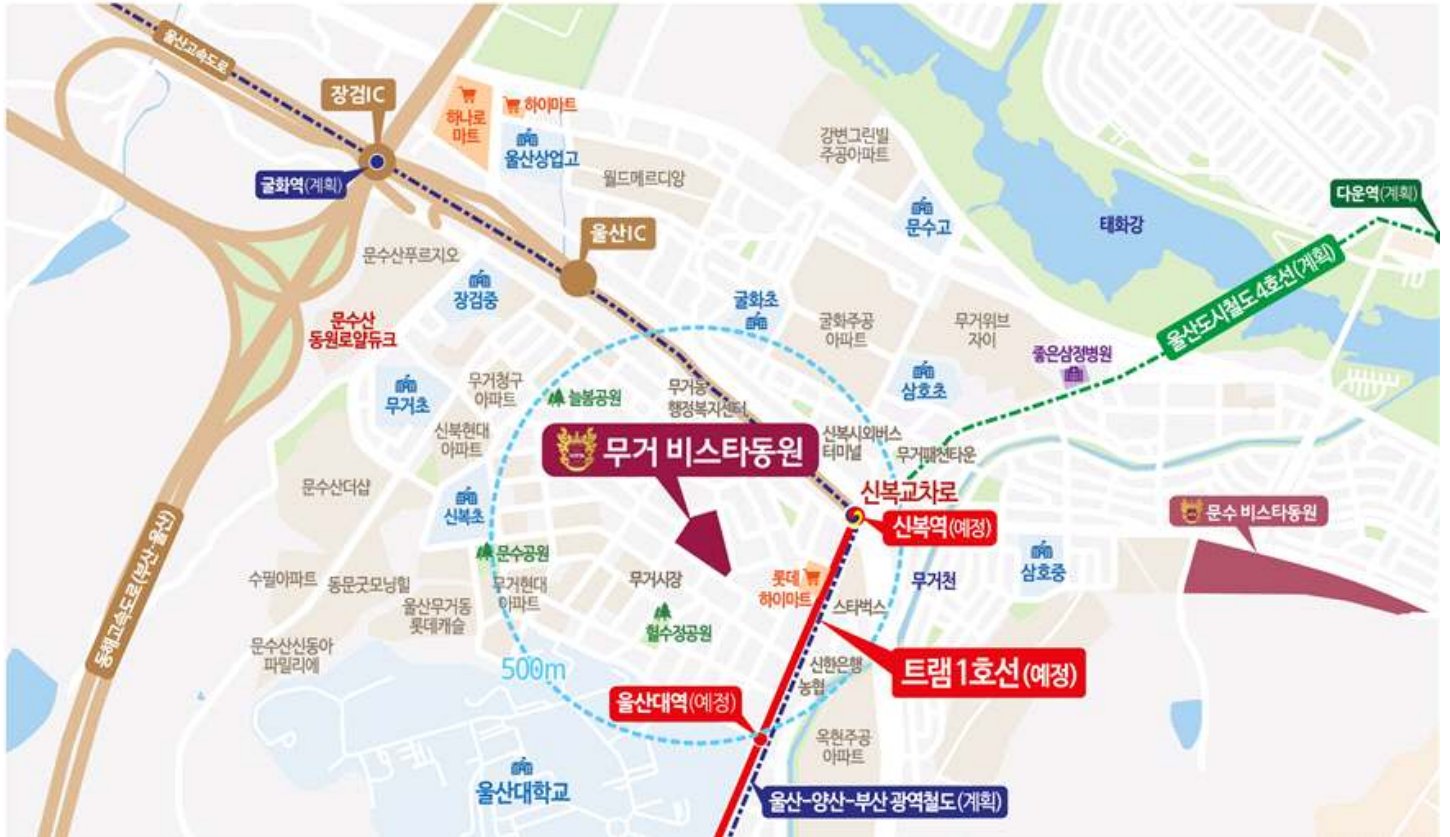 울산고속도로
장검IC
하나로
마트
하이마트
울산상업고
굴화역(계획)
월드메르디앙
강변그린빌
주공아파트
문수고
태화강
다운역(계획)
울산IC
문수산푸르지오
장검중
굴화초
울산도시철도 4호선(계획)
문수산
동원로얄듀크
굴화주공
아파트
무거위브
자이
좋은삼정병원
무거초
무거청구
아파트
늘봄공원
무거동
행정복지센터
삼호초
신복현대
아파트
무거 비스타동원
신복시외버스
터미널
무거패션타운
문수산더샵
신복초
신복교차로
신복역(예정)
문수 비스타동원
동해고속도로(부산-울산)
문수공원
삼호중
수필아파트
동문굿모닝힐
무거현대
아파트
무거시장
롯데
하이마트
스타벅스
무거천
울산무거동
롯데캐슬
헐수정공원
문수산신동아
파밀리에
500m
신한은행
농협
트램 1호선(예정)
울산대역(예정)
옥현주공
아파트
울산대학교
울산-양산-부산 광역철도(계획)